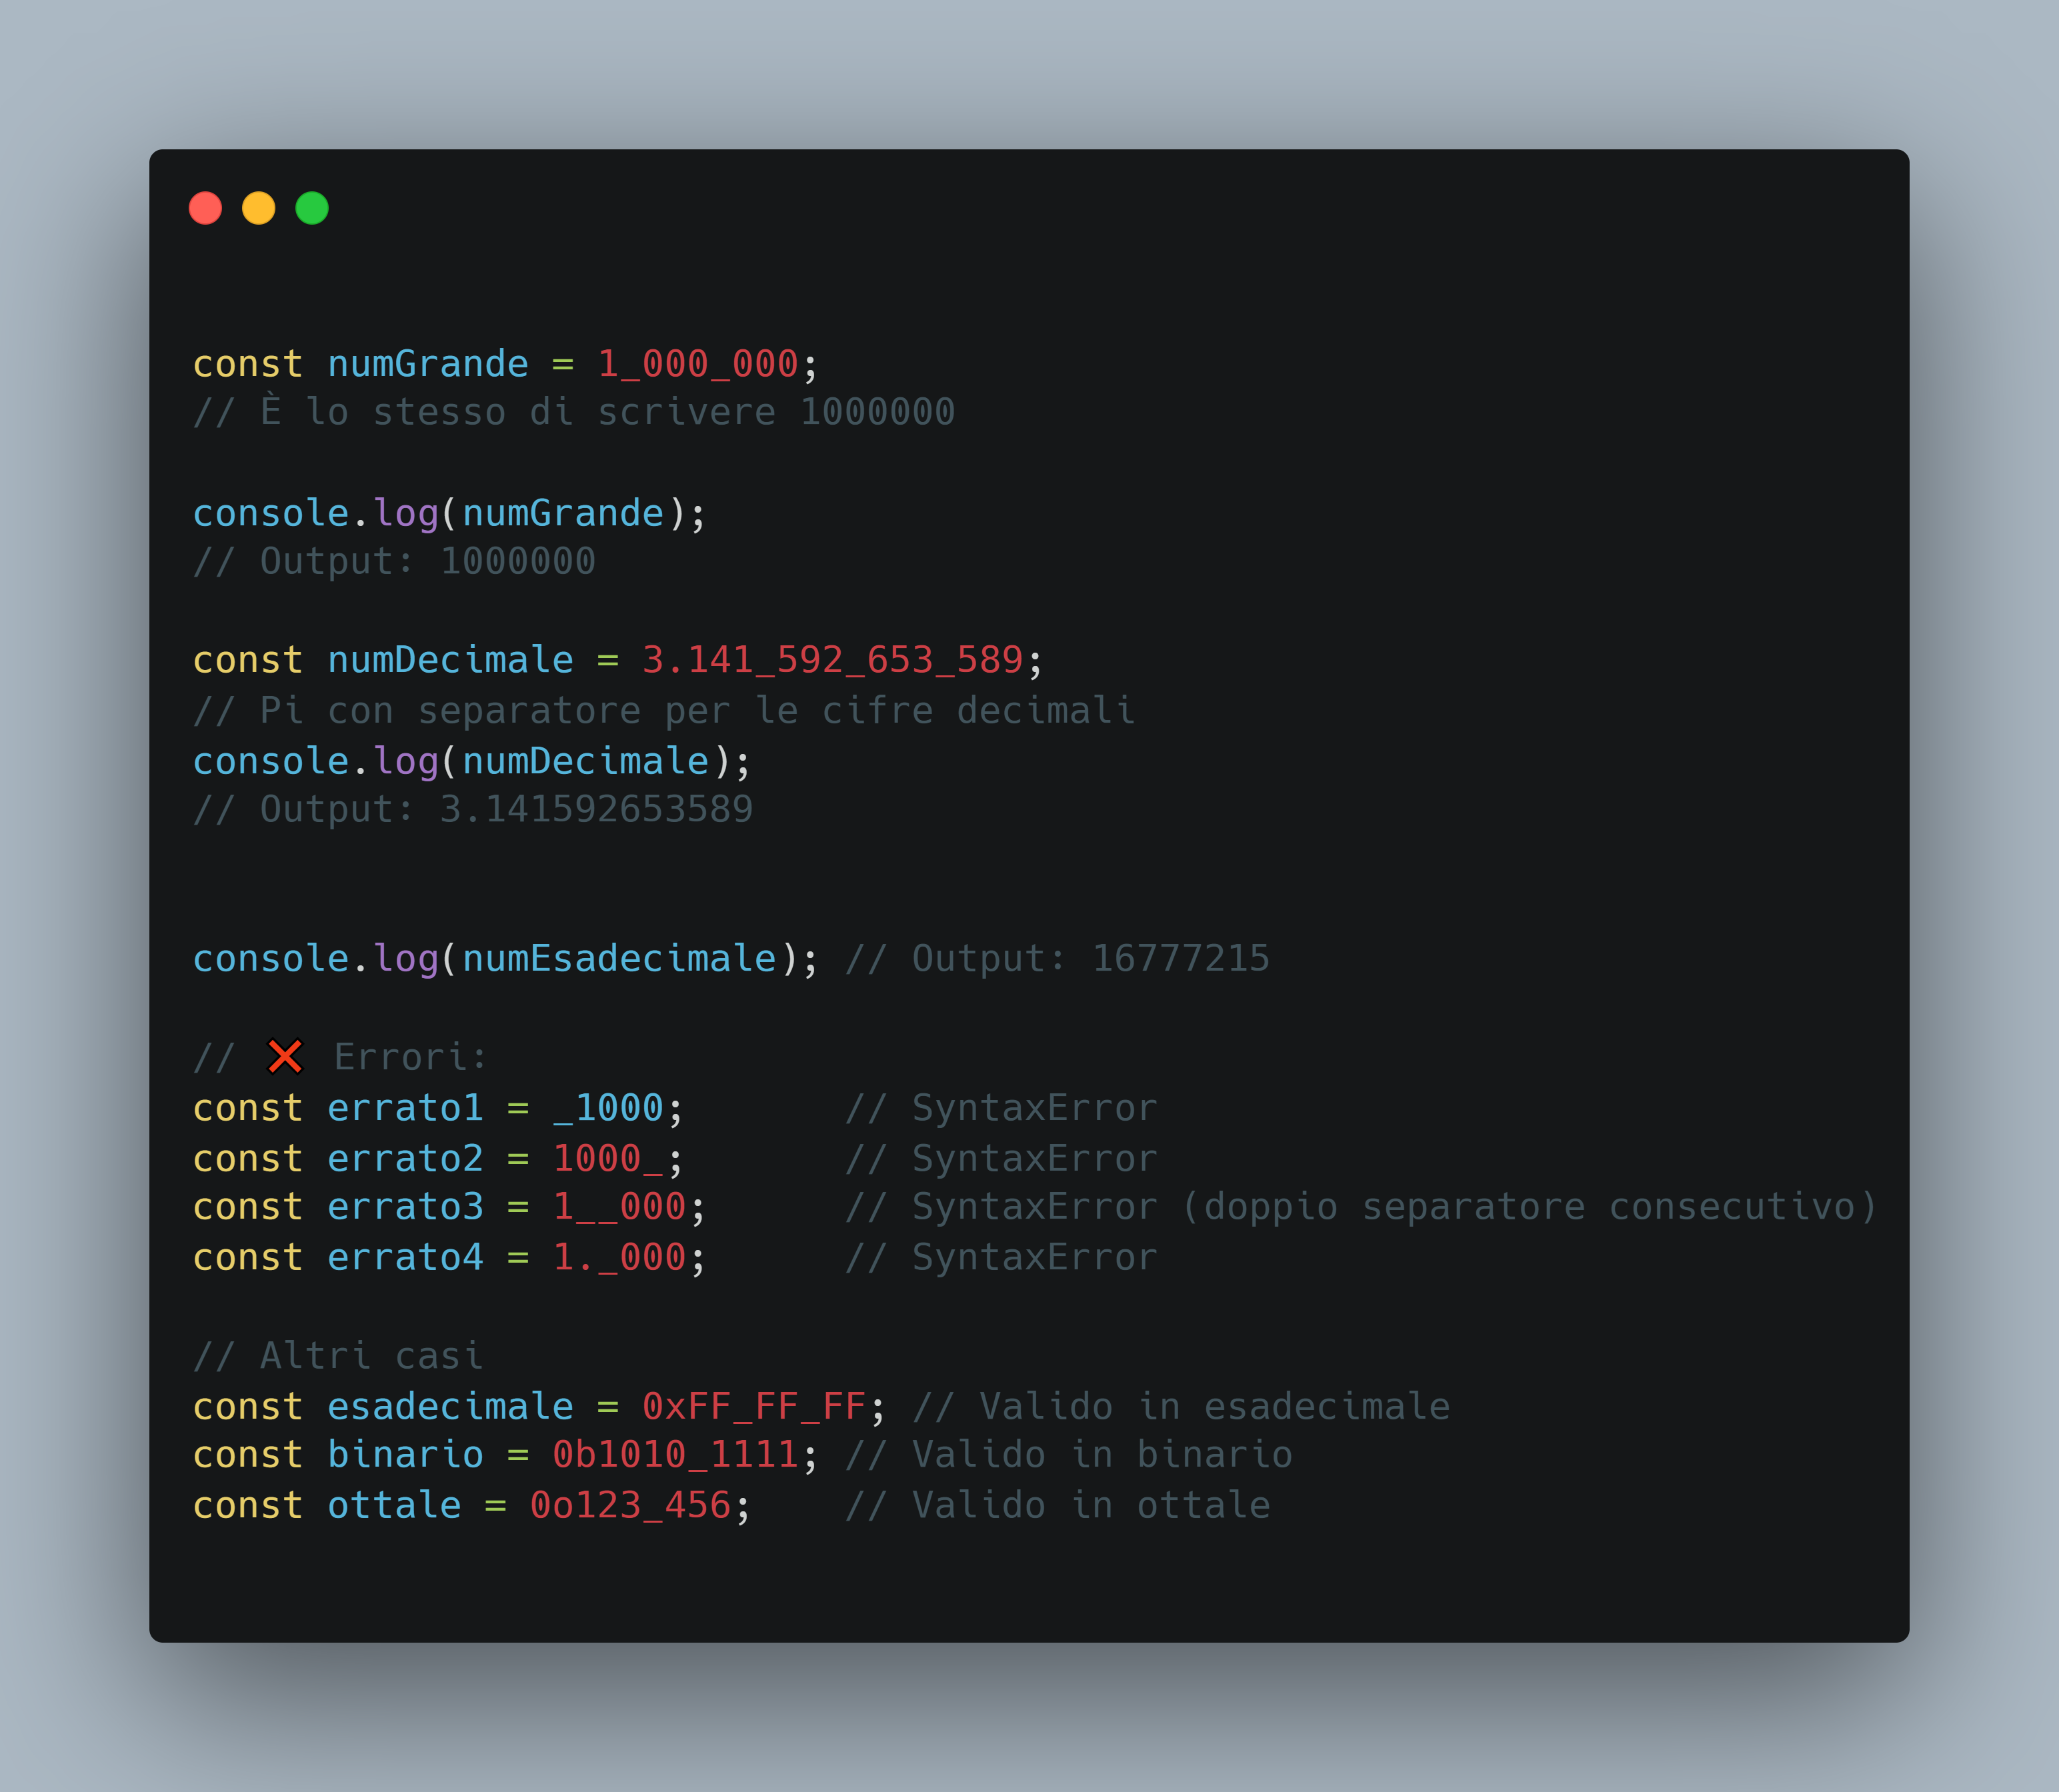 const numGrande = 1_000_000;
// È lo stesso di scrivere 1000000
console.log(numGrande);
// Output: 1000000
const numDecimale = 3.141_592_653_589;
// Pi con separatore per le cifre decimali
console.log(numDecimale);
// Output: 3.141592653589
console.log(numEsadecimale); // Output: 16777215
// ❌ Errori:
const errato1 = _1000;       // SyntaxError
const errato2 = 1000_;       // SyntaxError
const errato3 = 1__000;      // SyntaxError (doppio separatore consecutivo)
const errato4 = 1._000;      // SyntaxError
// Altri casi
const esadecimale = 0xFF_FF_FF; // Valido in esadecimale
const binario = 0b1010_1111; // Valido in binario
const ottale = 0o123_456;    // Valido in ottale